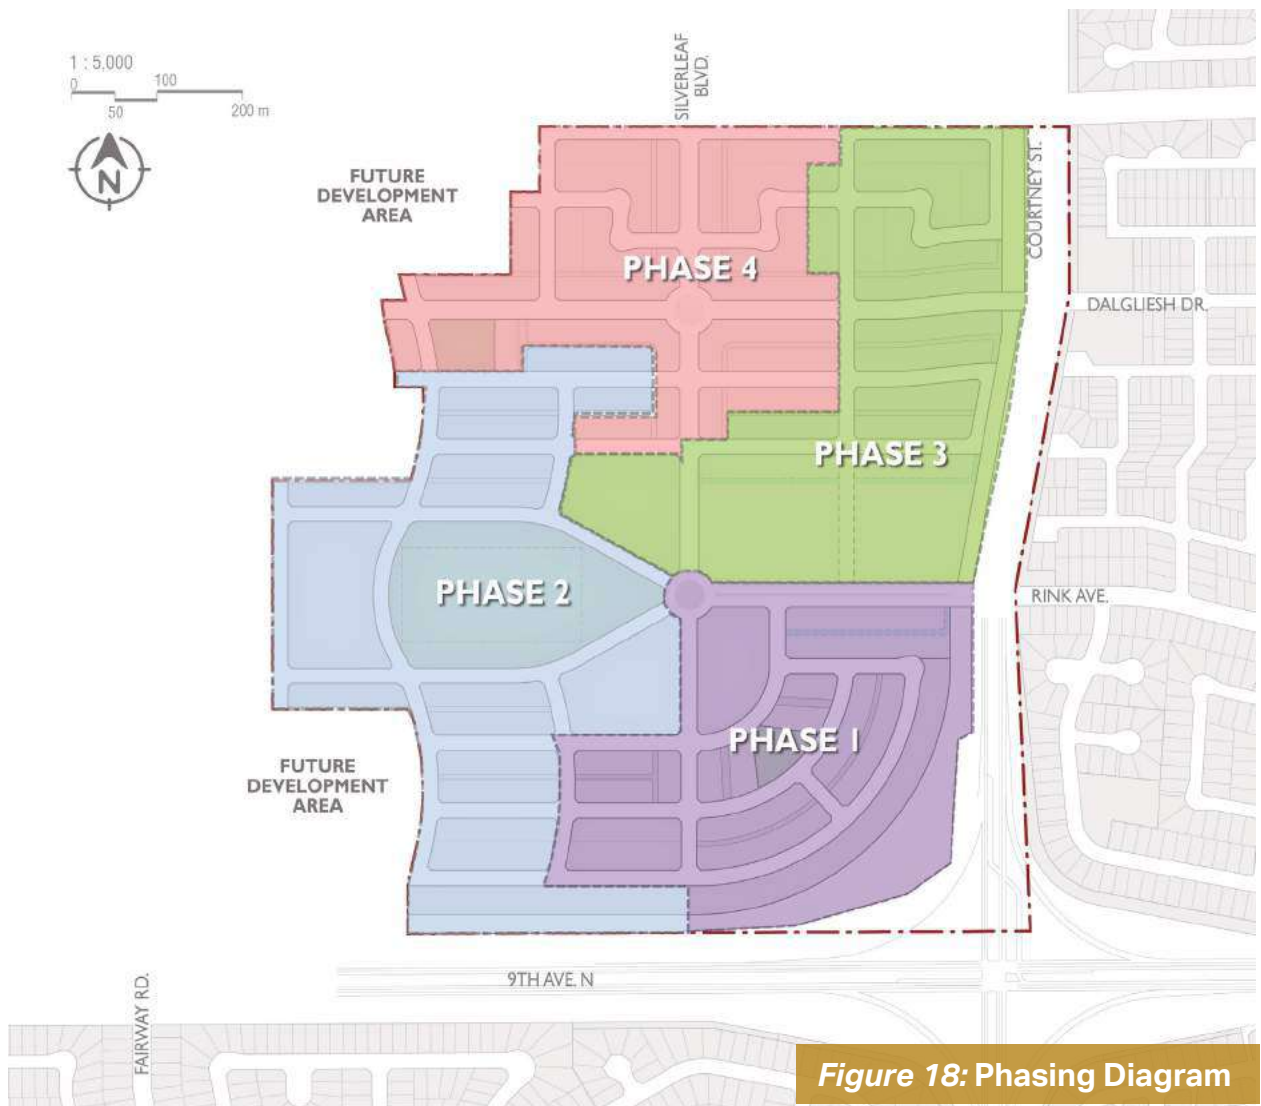 1 : 5,000
0
100
50
200 m
N
SILVERLEAF
BLVD.
FUTURE
DEVELOPMENT
AREA
COURTNEY ST.
PHASE 4
DALGLIESH DR.
PHASE 3
PHASE 2
RINK AVE.
PHASE 1
FUTURE
DEVELOPMENT
AREA
9TH AVE. N
FAIRWAY RD.
Figure 18: Phasing Diagram